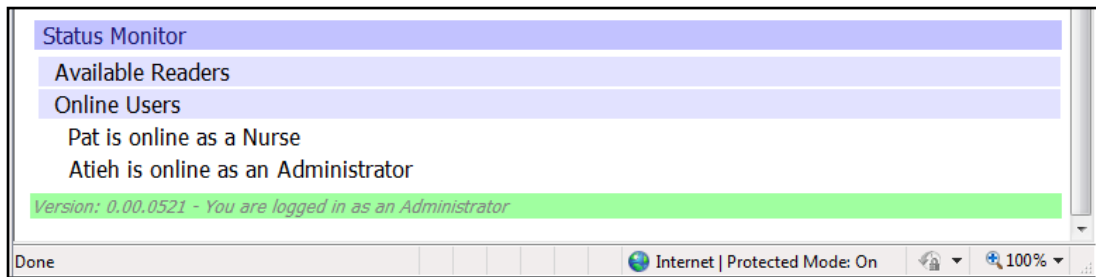 Status Monitor
Available Readers
Online Users
Pat is online as a Nurse
Atieh is online as an Administrator
Version: 0.00.0521 - You are logged in as an Administrator
Done Internet | Protected Mode: On 100%